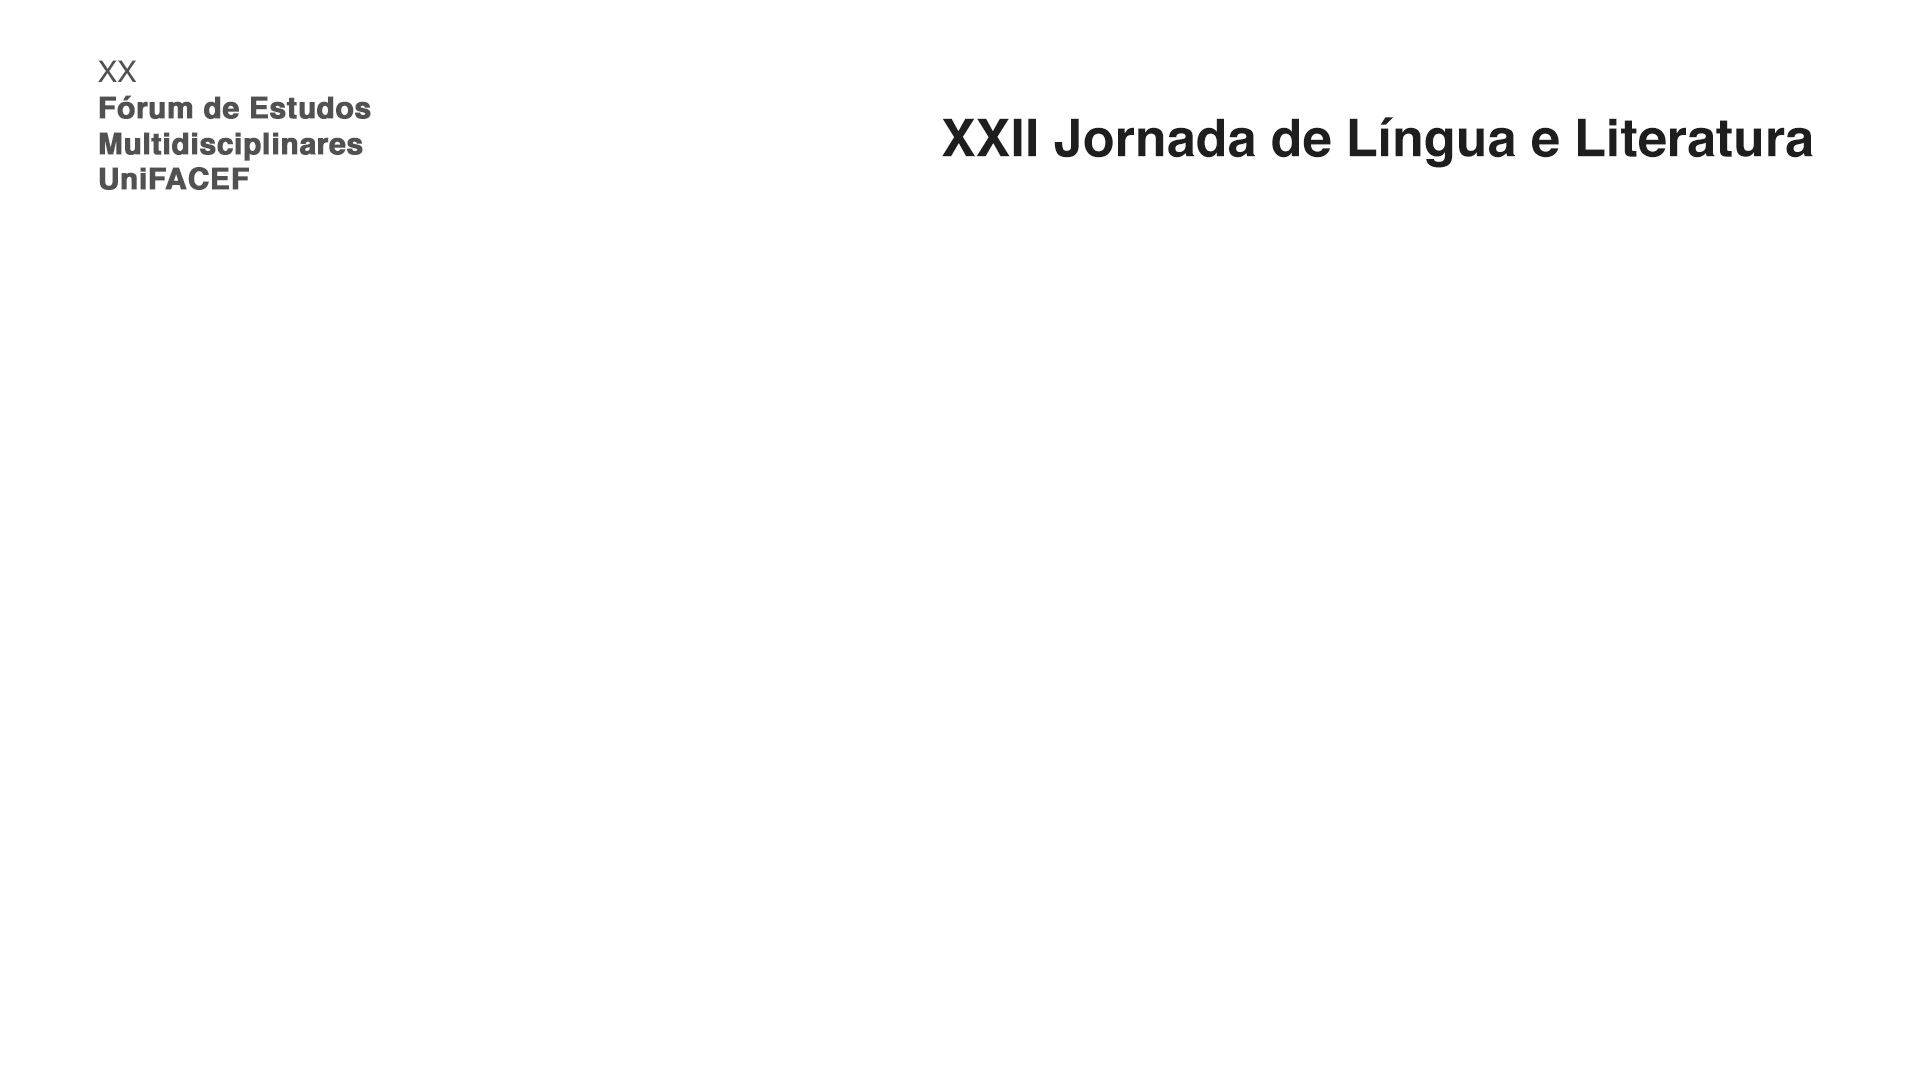 XX
Fórum de Estudos
Multidisciplinares
UniFACEF
XXII Jornada de Língua e Literatura